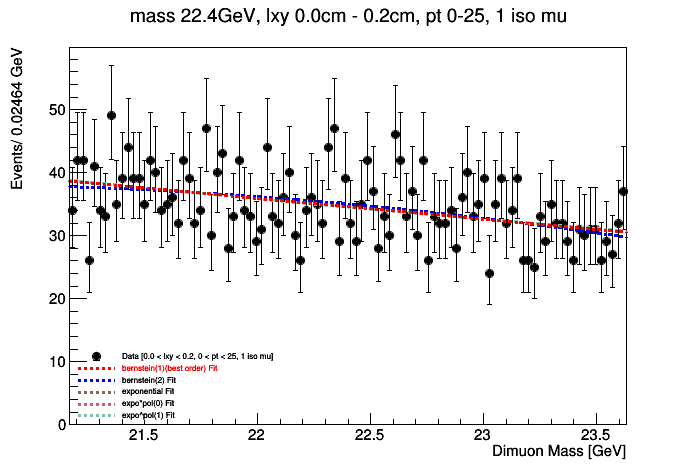 mass 22.4GeV, lxy 0.0cm - 0.2cm, pt 0-25, 1 iso mu
Events/ 0.02464 GeV
50
40
30
20
10
0
Data [0.0 < lxy < 0.2, 0 < pt < 25, 1 iso mu]
bernstein(1)(best order) Fit
bernstein(2) Fit
exponential Fit
expo*pol(0) Fit
expo*pol(1) Fit
21.5 22 22.5 23 23.5
Dimuon Mass [GeV]